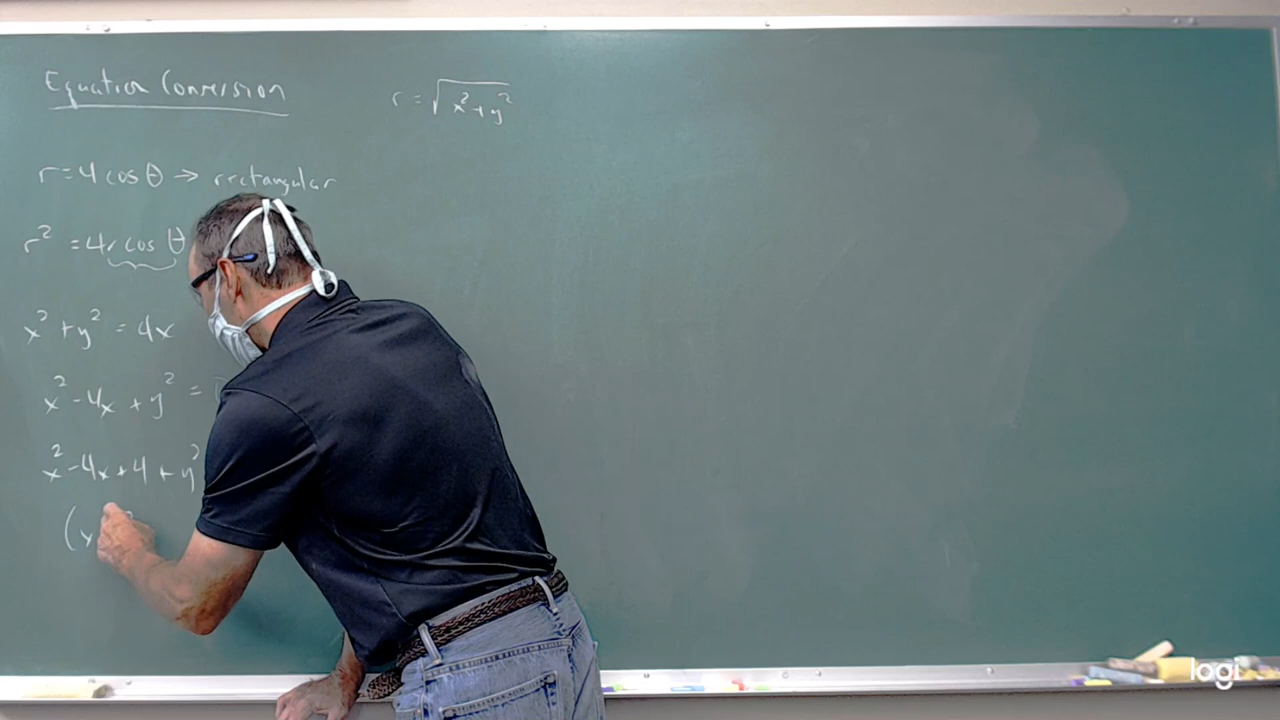 Equation Conversion
r = √x²+y²
r = 4 cos θ → rectangular
r² = 4r cos θ
x² + y² = 4x
x² - 4x + y² =
x² - 4x + 4 + y²
(x
logi